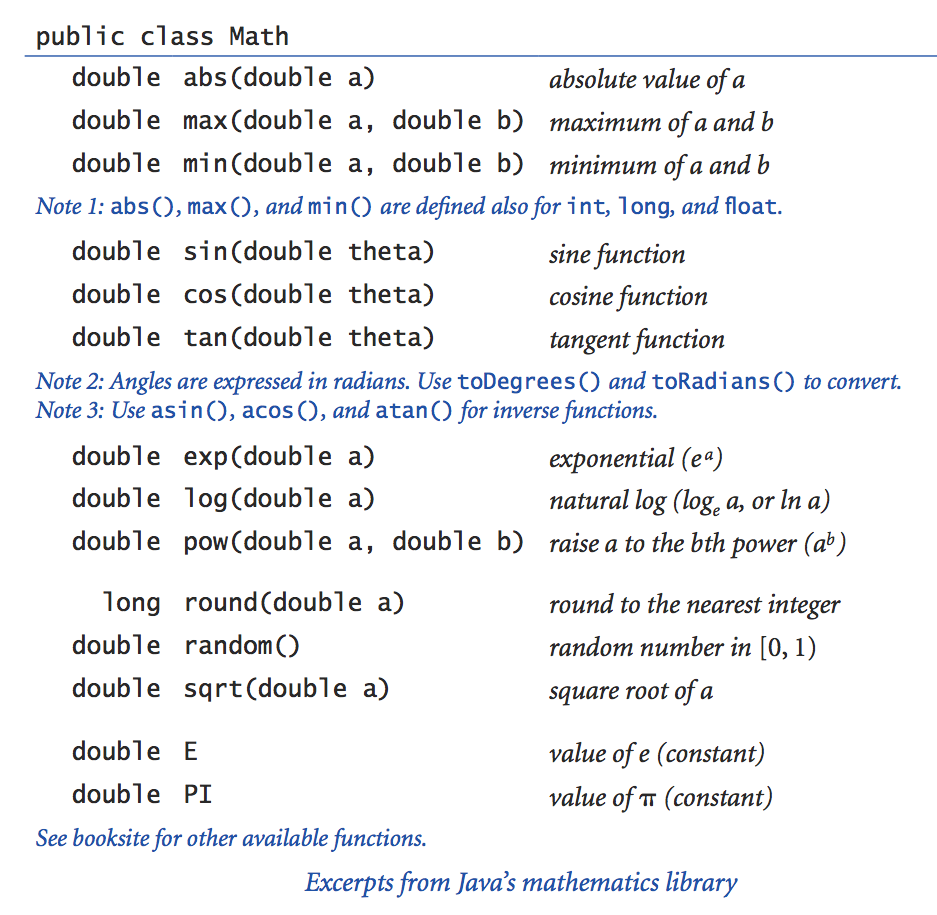 public class Math
double abs(double a) absolute value of a
double max(double a, double b) maximum of a and b
double min(double a, double b) minimum of a and b
Note 1: abs(), max(), and min() are defined also for int, long, and float.
double sin(double theta) sine function
double cos(double theta) cosine function
double tan(double theta) tangent function
Note 2: Angles are expressed in radians. Use toDegrees() and toRadians() to convert.
Note 3: Use asin(), acos(), and atan() for inverse functions.
double exp(double a) exponential (eᵃ)
double log(double a) natural log (logₑ a, or ln a)
double pow(double a, double b) raise a to the bth power (aᵇ)
long round(double a) round to the nearest integer
double random() random number in [0, 1)
double sqrt(double a) square root of a
double E value of e (constant)
double PI value of π (constant)
See booksite for other available functions.
Excerpts from Java’s mathematics library